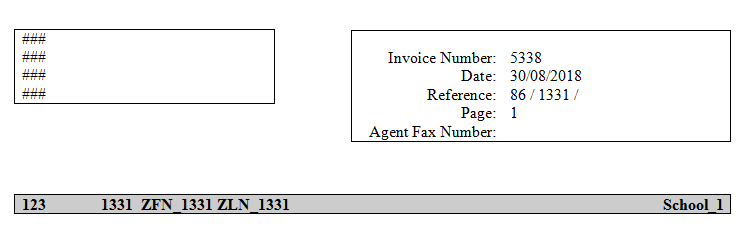 ###
###
###
###
Invoice Number: 5338
Date: 30/08/2018
Reference: 86 / 1331 /
Page: 1
Agent Fax Number:
123 1331 ZFN_1331 ZLN_1331 School_1